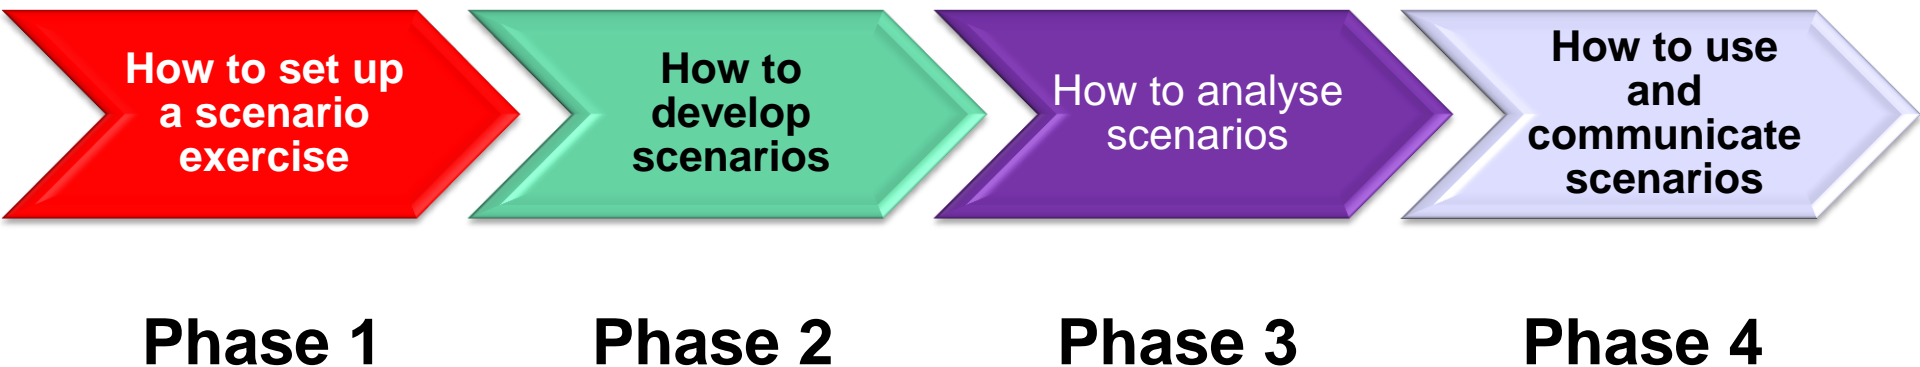 How to set up
a scenario
exercise
How to
develop
scenarios
How to analyse
scenarios
How to use
and
communicate
scenarios
Phase 1
Phase 2
Phase 3
Phase 4